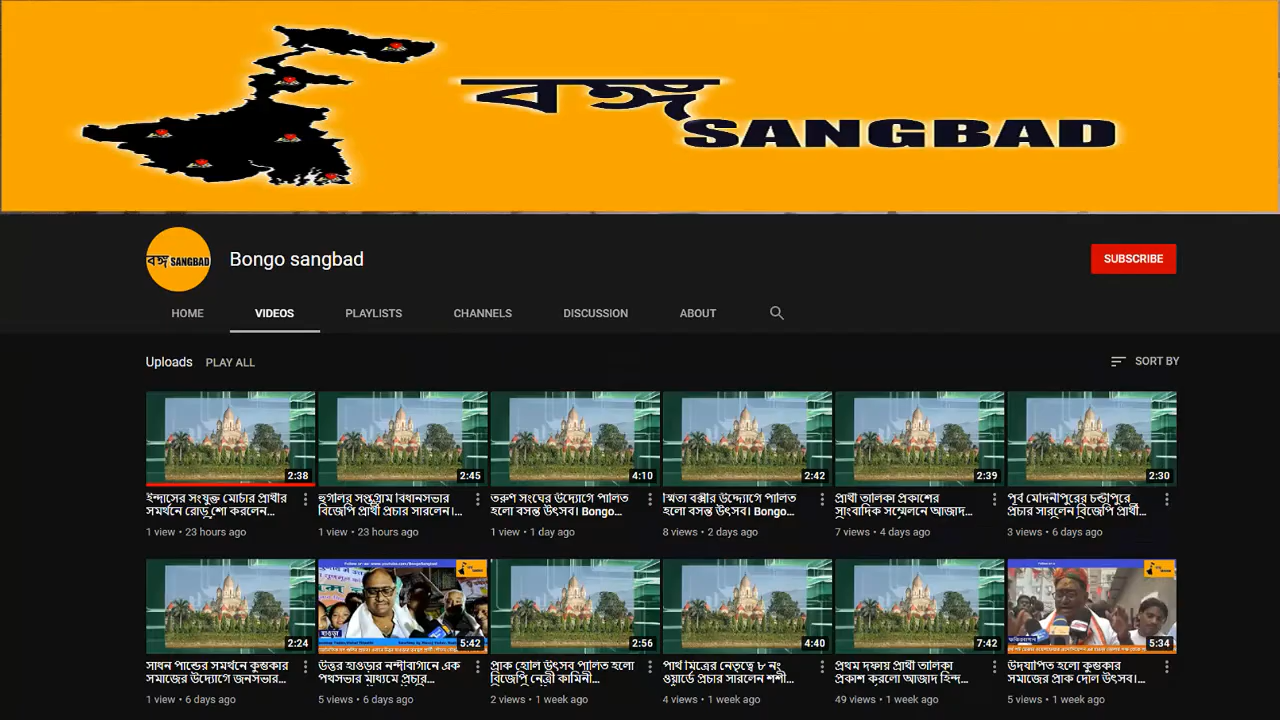 বঙ্গ
SANGBAD
বঙ্গ SANGBAD
Bongo sangbad
SUBSCRIBE
HOME VIDEOS PLAYLISTS CHANNELS DISCUSSION ABOUT
Uploads PLAY ALL
SORT BY
2:38 2:45 4:10 2:42 2:39 2:30
ইন্দাসের সংযুক্ত মোর্চার প্রার্থীর
সমর্থনে রোড় শো করলেন...
1 view • 23 hours ago
হুগলির সপ্তগ্রাম বিধানসভার
বিজেপি প্রার্থী প্রচার সারলেন।...
1 view • 23 hours ago
তরুণ সংঘের উদ্যোগে পালিত
হলো বসন্ত উৎসব। Bongo...
1 view • 1 day ago
স্মিতা বক্সীর উদ্দ্যোগে পালিত
হলো বসন্ত উৎসব। Bongo...
8 views • 2 days ago
প্রার্থী তালিকা প্রকাশের
সাংবাদিক সম্মেলনে আজাদ...
7 views • 4 days ago
পূর্ব মেদিনীপুরের চন্ডীপুরে
প্রচার সারলেন বিজেপি প্রার্থী...
3 views • 6 days ago
2:24 5:42 2:56 4:40 7:42 5:34
হাওড়া
সাধন পান্ডের সমর্থনে কুম্ভকার
সমাজের উদ্যোগে জনসভার...
1 view • 6 days ago
উত্তর হাওড়ার নন্দীবাগানে এক
পথসভার মাধ্যমে প্রচার...
5 views • 6 days ago
প্রাক হোলি উৎসব পালিত হলো
বিজেপি নেত্রী কামিনী...
2 views • 1 week ago
পার্থ মিত্রের নেতৃত্বে ৮ নং
ওয়ার্ডে প্রচার সারলেন শশী...
4 views • 1 week ago
প্রথম দফায় প্রার্থী তালিকা
প্রকাশ করলো আজাদ হিন্দ...
49 views • 1 week ago
উদযাপিত হলো কুম্ভকার
সমাজের প্রাক দোল উৎসব।...
5 views • 1 week ago